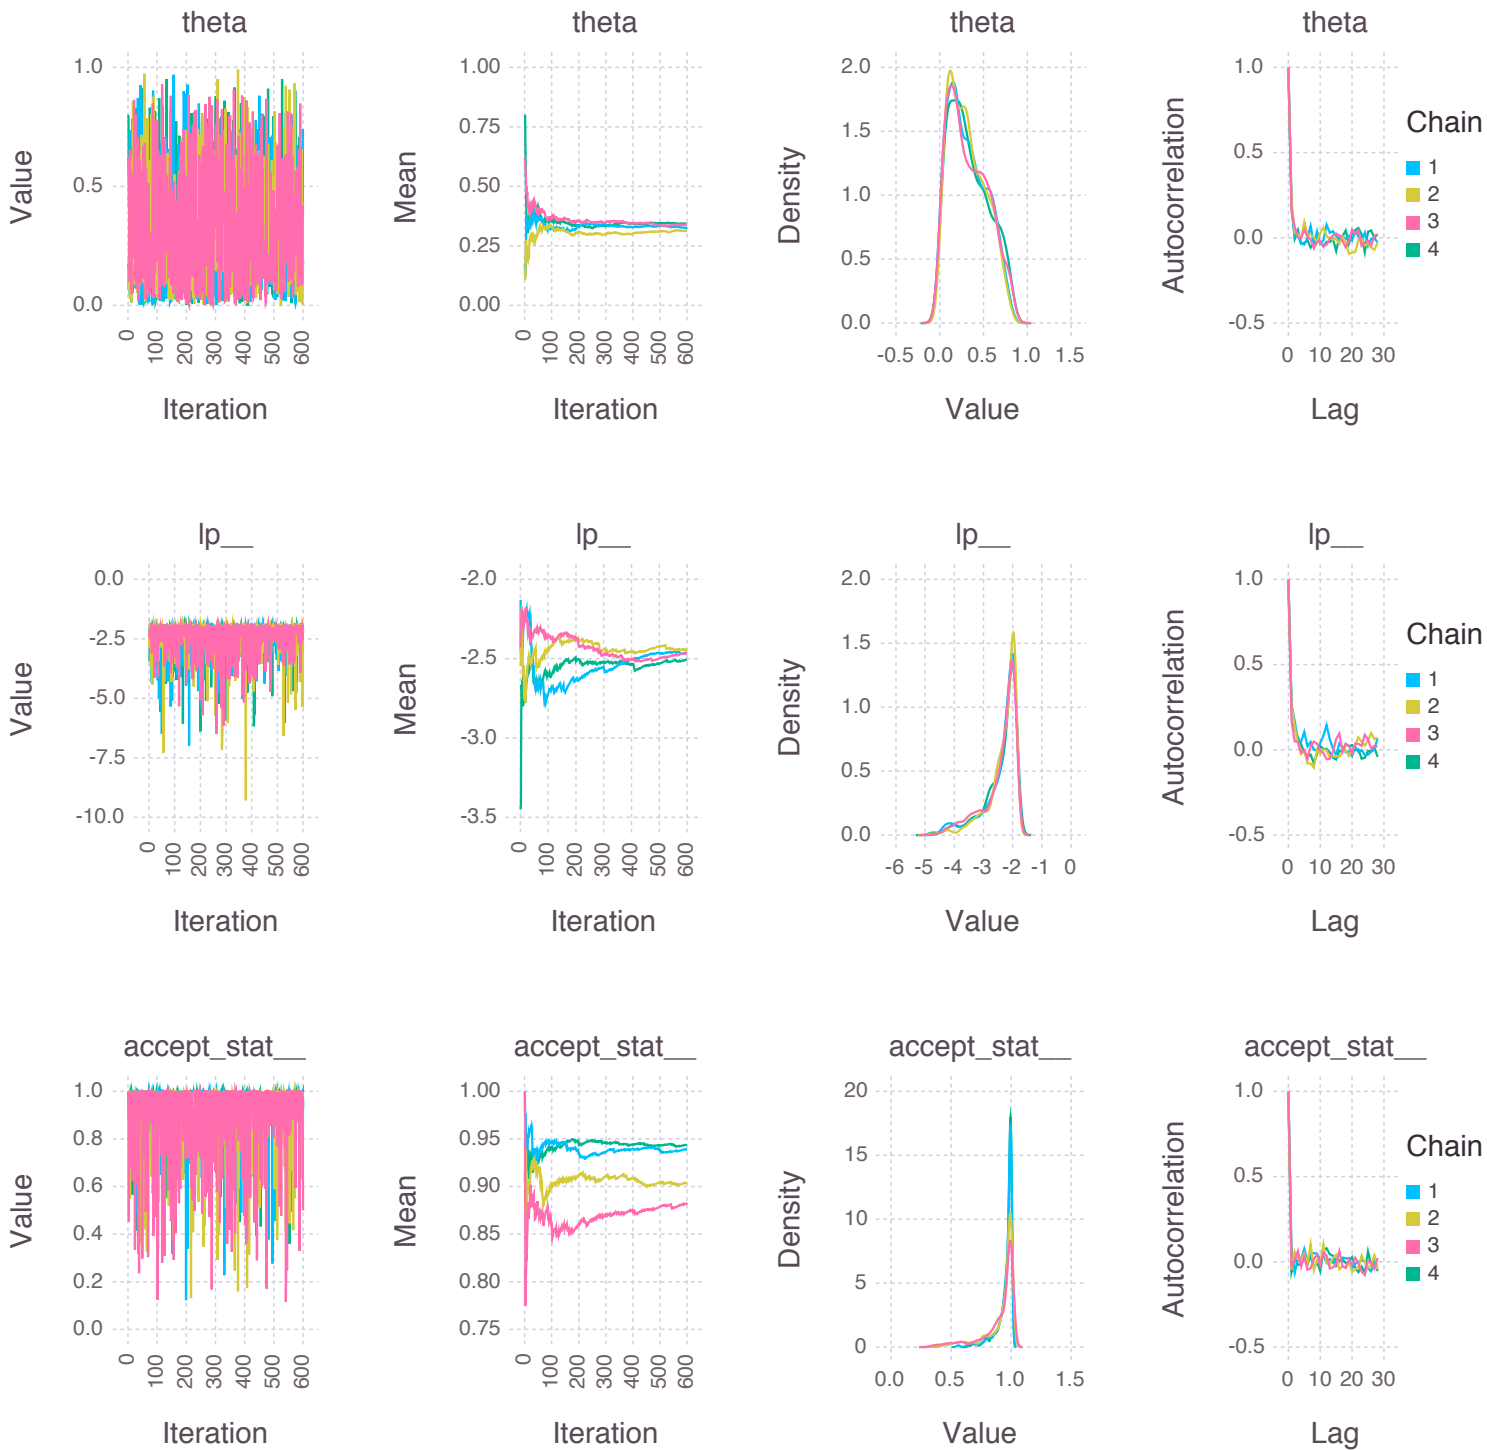 theta theta theta theta
Value
1.0
0.5
0.0
0 100 200 300 400 500 600
Iteration
Mean
1.00
0.75
0.50
0.25
0.00
0 100 200 300 400 500 600
Iteration
Density
2.0
1.5
1.0
0.5
0.0
-0.5 0.0 0.5 1.0 1.5
Value
Autocorrelation
1.0
0.5
0.0
-0.5
0 10 20 30
Lag
Chain
1
2
3
4
lp__ lp__ lp__ lp__
Value
0.0
-2.5
-5.0
-7.5
-10.0
0 100 200 300 400 500 600
Iteration
Mean
-2.0
-2.5
-3.0
-3.5
0 100 200 300 400 500 600
Iteration
Density
2.0
1.5
1.0
0.5
0.0
-6 -5 -4 -3 -2 -1 0
Value
Autocorrelation
1.0
0.5
0.0
-0.5
0 10 20 30
Lag
Chain
1
2
3
4
accept_stat__ accept_stat__ accept_stat__ accept_stat__
Value
1.0
0.8
0.6
0.4
0.2
0.0
0 100 200 300 400 500 600
Iteration
Mean
1.00
0.95
0.90
0.85
0.80
0.75
0 100 200 300 400 500 600
Iteration
Density
20
15
10
5
0
0.0 0.5 1.0 1.5
Value
Autocorrelation
1.0
0.5
0.0
-0.5
0 10 20 30
Lag
Chain
1
2
3
4